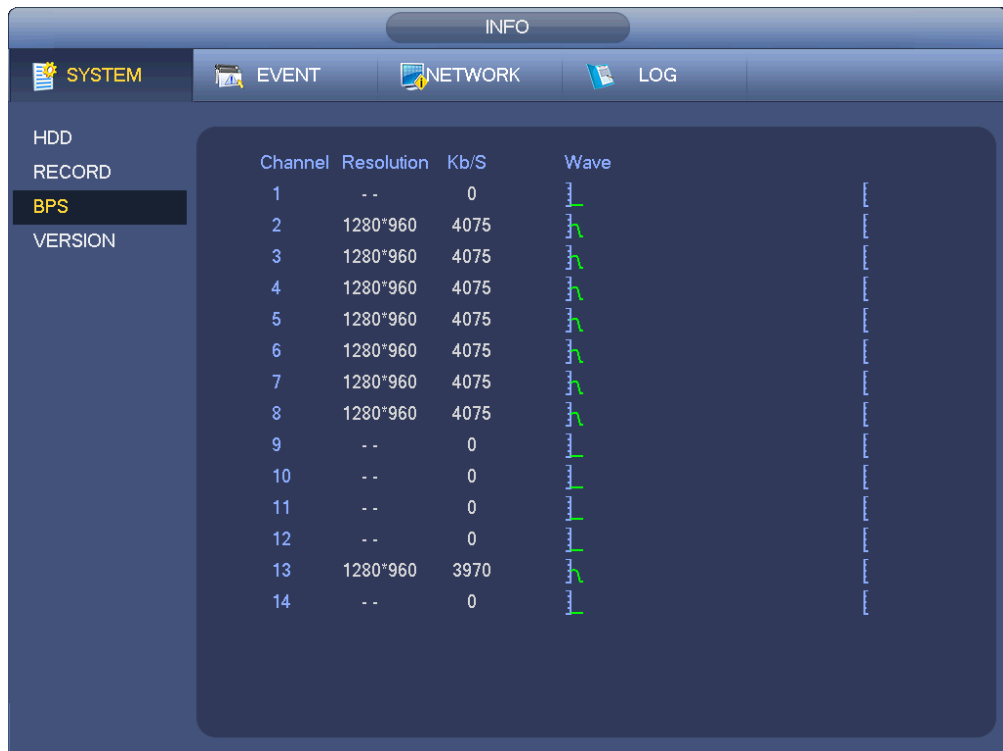 INFO
SYSTEM EVENT NETWORK LOG
HDD
RECORD
BPS
VERSION
Channel Resolution Kb/S Wave
1 - - 0
2 1280*960 4075
3 1280*960 4075
4 1280*960 4075
5 1280*960 4075
6 1280*960 4075
7 1280*960 4075
8 1280*960 4075
9 - - 0
10 - - 0
11 - - 0
12 - - 0
13 1280*960 3970
14 - - 0